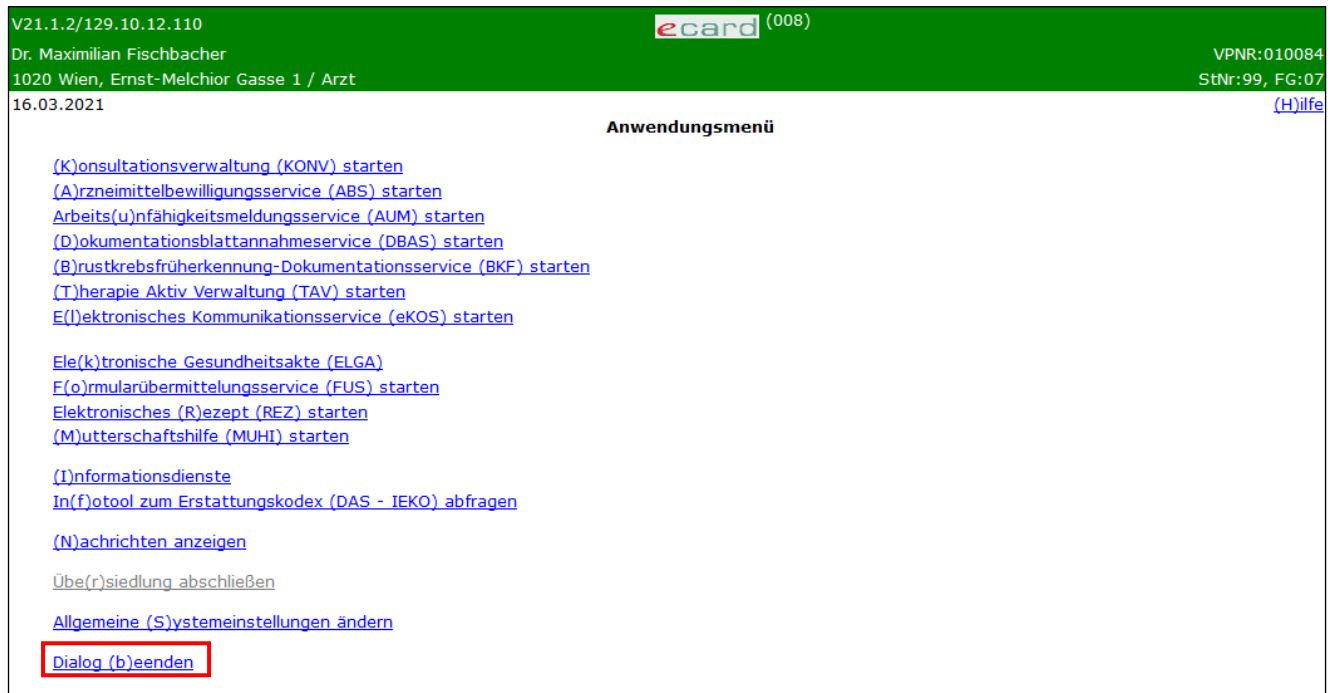 V21.1.2/129.10.12.110
ecard (008)
Dr. Maximilian Fischbacher
VPNR:010084
1020 Wien, Ernst-Melchior Gasse 1 / Arzt
StNr:99, FG:07
16.03.2021
(H)ilfe
Anwendungsmenü
(K)onsultationsverwaltung (KONV) starten
(A)rzneimittelbewilligungsservice (ABS) starten
Arbeits(u)nfähigkeitsmeldungsservice (AUM) starten
(D)okumentationsblattannahmeservice (DBAS) starten
(B)rustkrebsfrüherkennung-Dokumentationsservice (BKF) starten
(T)herapie Aktiv Verwaltung (TAV) starten
E(l)ektronisches Kommunikationsservice (eKOS) starten
Ele(k)tronische Gesundheitsakte (ELGA)
F(o)rmularübermittelungsservice (FUS) starten
Elektronisches (R)ezept (REZ) starten
(M)utterschaftshilfe (MUHI) starten
(I)nformationsdienste
In(f)otool zum Erstattungskodex (DAS - IEKO) abfragen
(N)achrichten anzeigen
Übe(r)siedlung abschließen
Allgemeine (S)ystemeinstellungen ändern
Dialog (b)eenden